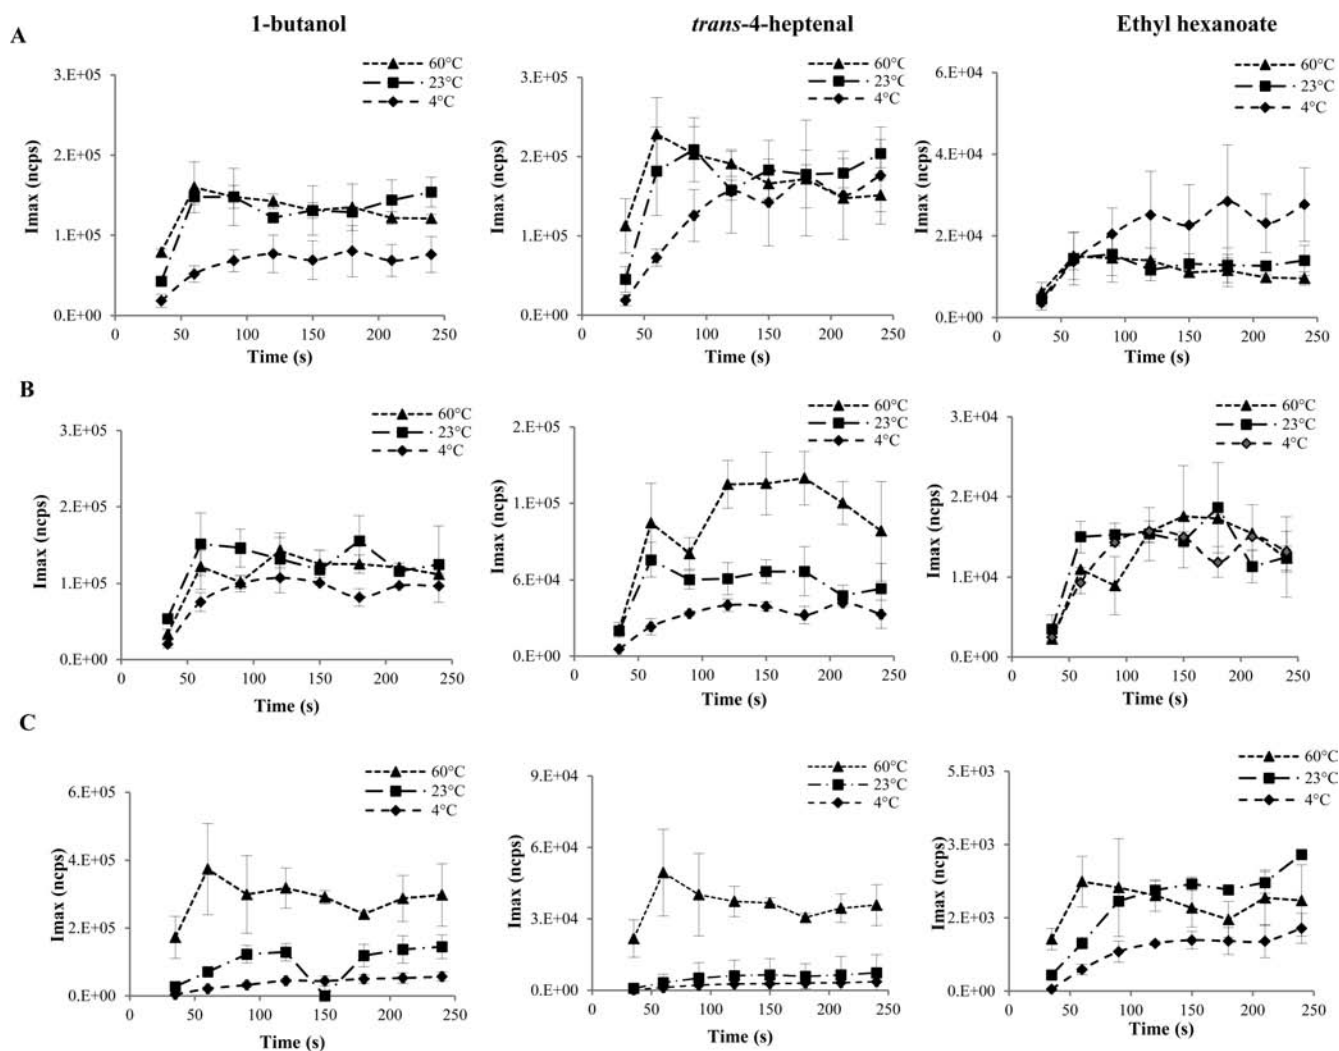 1-butanol
trans-4-heptenal
Ethyl hexanoate
A
60°C
23°C
4°C
3.E+05
2.E+05
1.E+05
0.E+00
Imax (ncps)
0 50 100 150 200 250
Time (s)
60°C
23°C
4°C
3.E+05
2.E+05
1.E+05
0.E+00
Imax (ncps)
0 50 100 150 200 250
Time (s)
60°C
23°C
4°C
6.E+04
4.E+04
2.E+04
0.E+00
Imax (ncps)
0 50 100 150 200 250
Time (s)
B
60°C
23°C
4°C
3.E+05
2.E+05
1.E+05
0.E+00
Imax (ncps)
0 50 100 150 200 250
Time (s)
60°C
23°C
4°C
2.E+05
1.E+05
6.E+04
0.E+00
Imax (ncps)
0 50 100 150 200 250
Time (s)
60°C
23°C
4°C
3.E+04
2.E+04
1.E+04
0.E+00
Imax (ncps)
0 50 100 150 200 250
Time (s)
C
60°C
23°C
4°C
6.E+05
4.E+05
2.E+05
0.E+00
Imax (ncps)
0 50 100 150 200 250
Time (s)
60°C
23°C
4°C
9.E+04
6.E+04
3.E+04
0.E+00
Imax (ncps)
0 50 100 150 200 250
Time (s)
60°C
23°C
4°C
5.E+03
3.E+03
2.E+03
0.E+00
Imax (ncps)
0 50 100 150 200 250
Time (s)